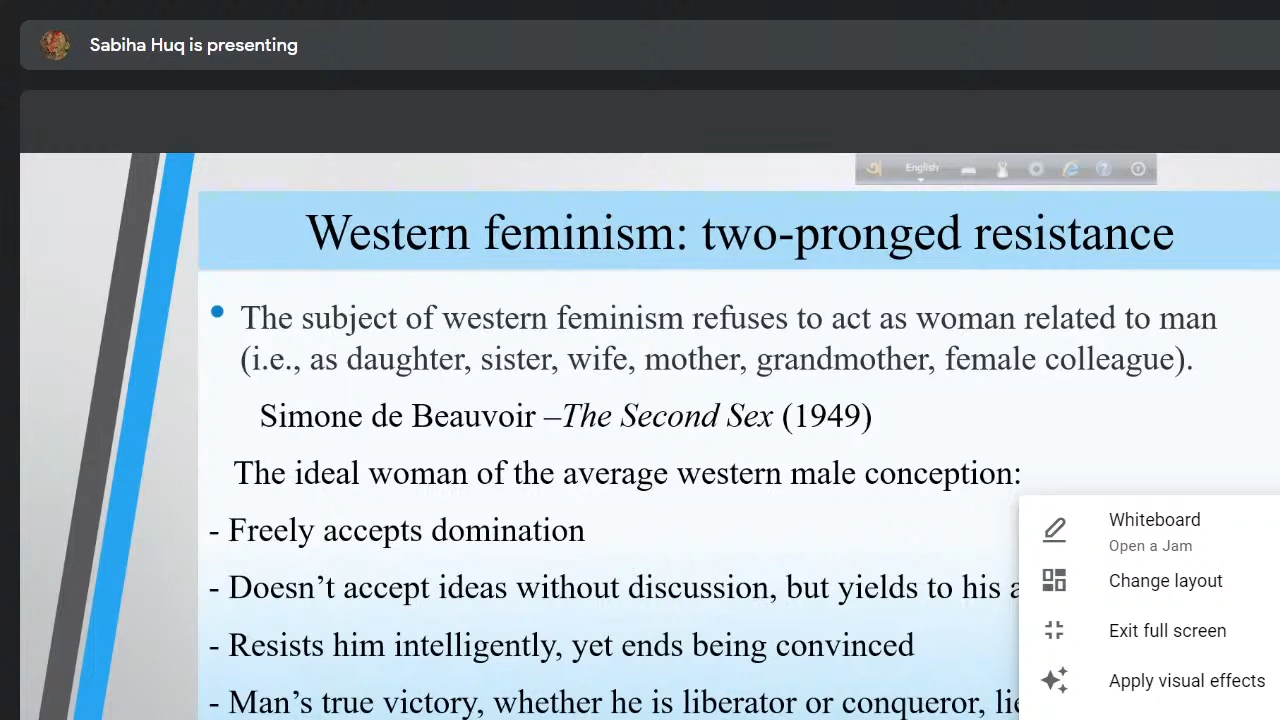 Sabiha Huq is presenting
English
Western feminism: two-pronged resistance
• The subject of western feminism refuses to act as woman related to man
(i.e., as daughter, sister, wife, mother, grandmother, female colleague).
Simone de Beauvoir –The Second Sex (1949)
The ideal woman of the average western male conception:
- Freely accepts domination
- Doesn’t accept ideas without discussion, but yields to his
- Resists him intelligently, yet ends being convinced
- Man’s true victory, whether he is liberator or conqueror,
Whiteboard
Open a Jam
Change layout
Exit full screen
Apply visual effects